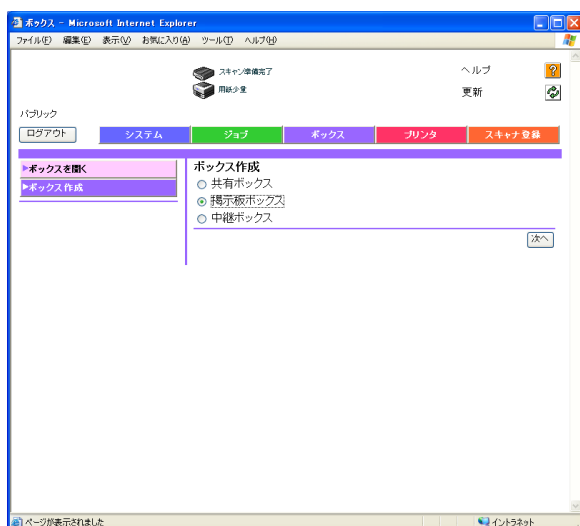 ボックス - Microsoft Internet Explorer
ファイル(F) 編集(E) 表示(V) お気に入り(A) ツール(T) ヘルプ(H)
スキャン準備完了
用紙少量
ヘルプ
?
更新
パブリック
ログアウト システム ジョブ ボックス プリンタ スキャナ登録
▶ボックスを開く
▶ボックス作成
ボックス作成
共有ボックス
掲示板ボックス
中継ボックス
次へ
ページが表示されました
イントラネット